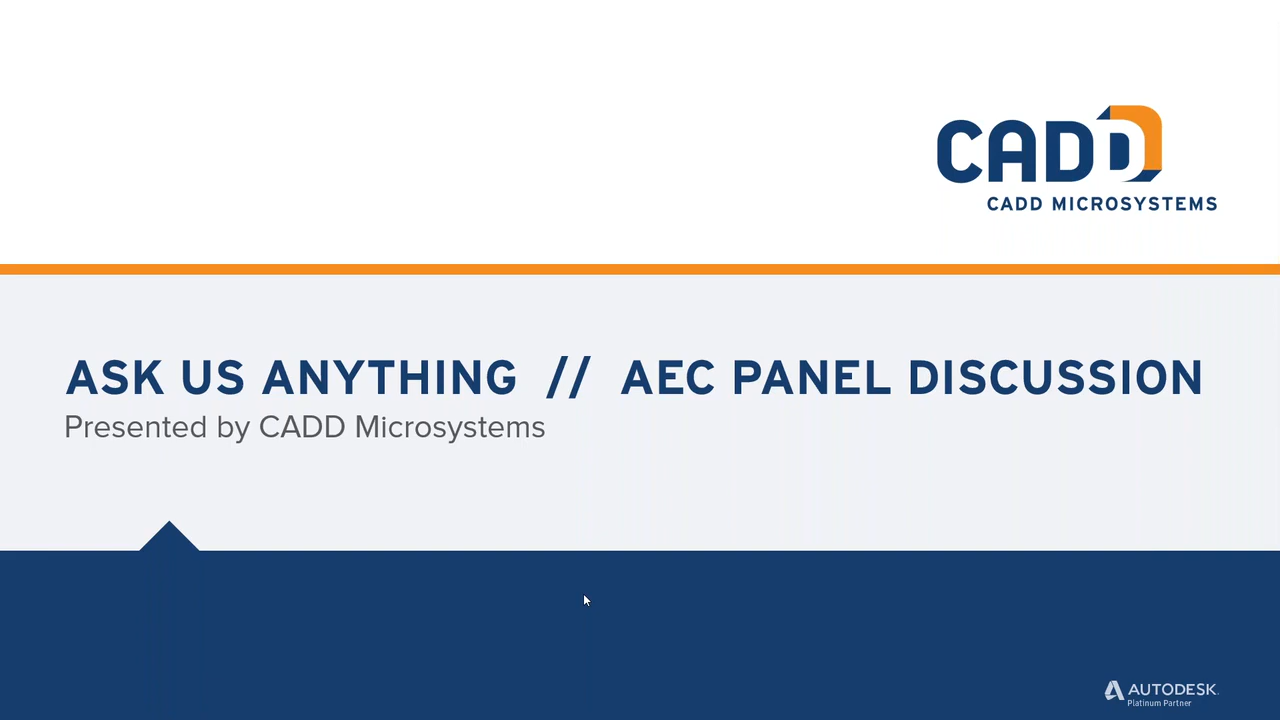 CADD
CADD MICROSYSTEMS
ASK US ANYTHING // AEC PANEL DISCUSSION
Presented by CADD Microsystems
AUTODESK.
Platinum Partner